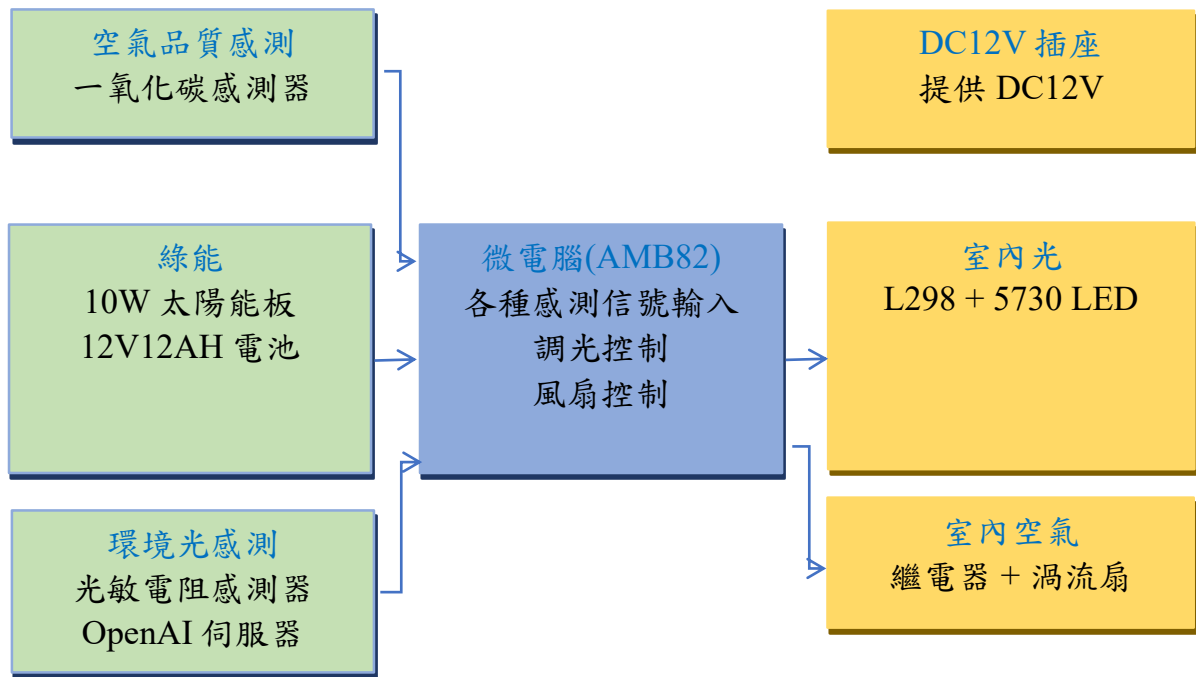 空氣品質感測
一氧化碳感測器
DC12V 插座
提供 DC12V
綠能
10W 太陽能板
12V12AH 電池
微電腦(AMB82)
各種感測信號輸入
調光控制
風扇控制
室內光
L298 + 5730 LED
環境光感測
光敏電阻感測器
OpenAI 伺服器
室內空氣
繼電器 + 渦流扇